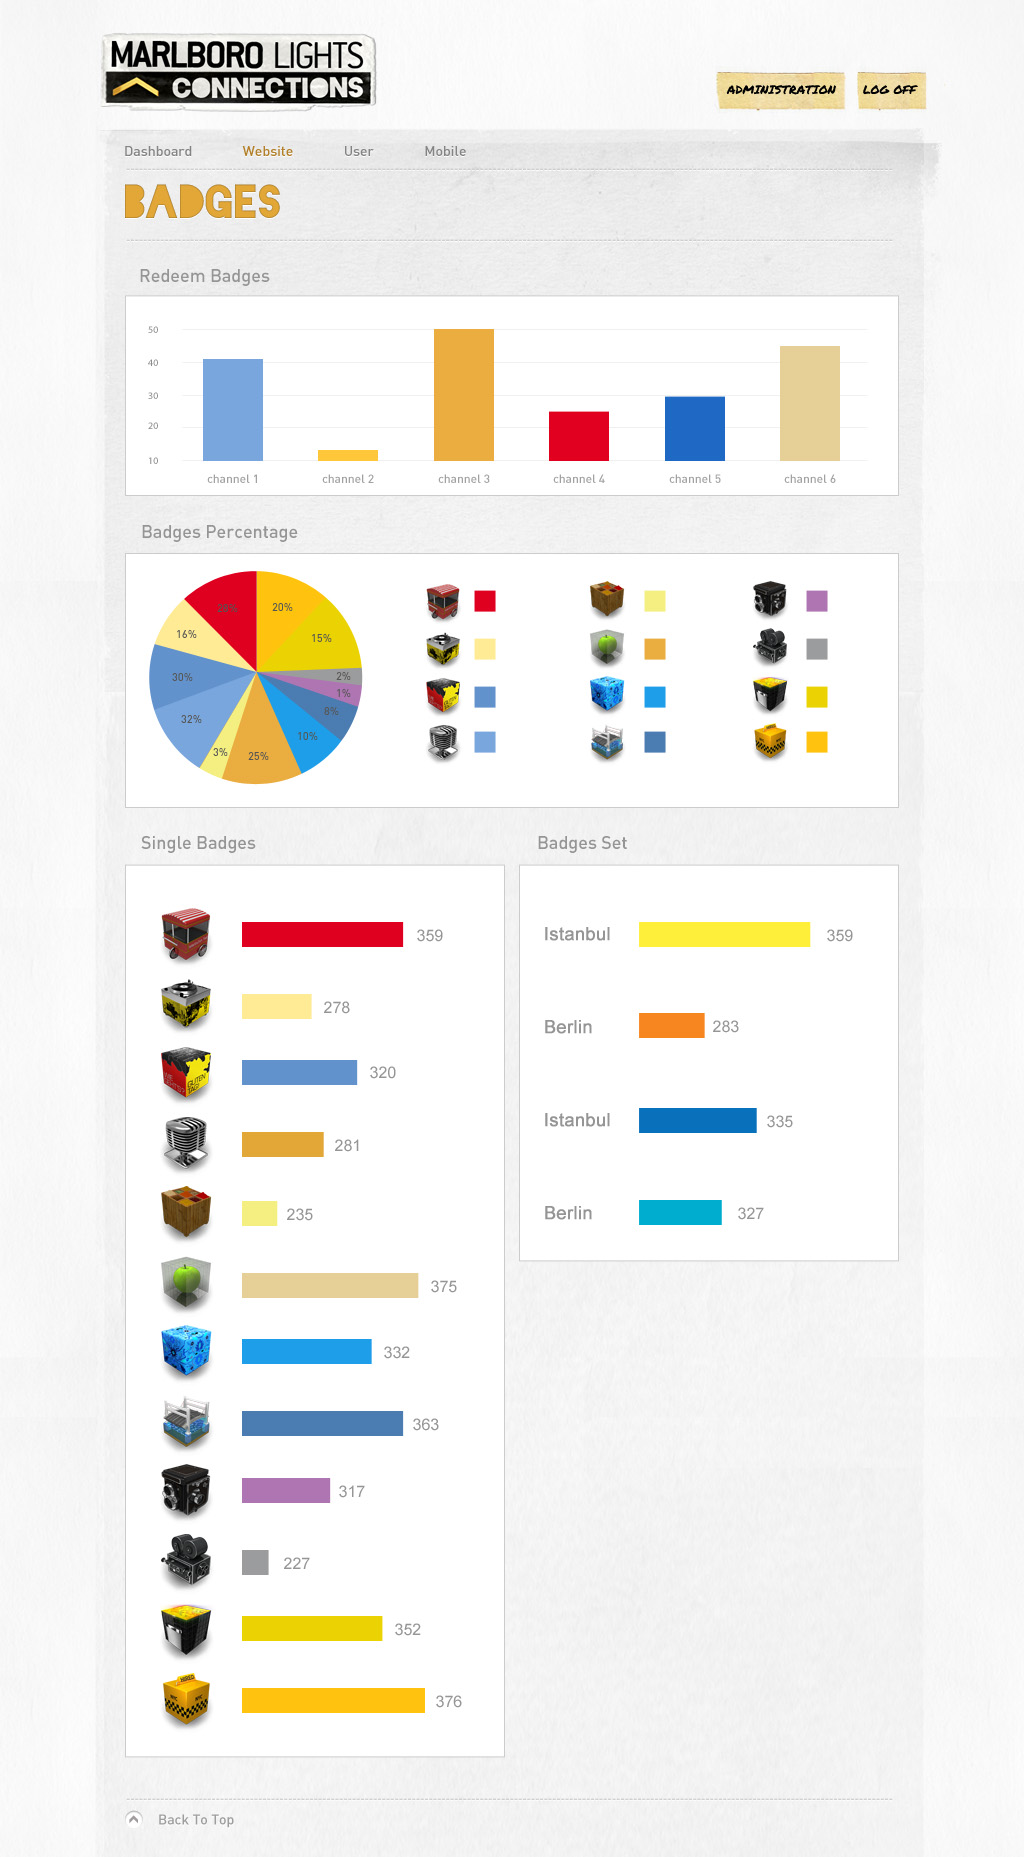 MARLBORO LIGHTS
CONNECTIONS
ADMINISTRATION
LOG OFF
Dashboard
Website
User
Mobile
BADGES
Redeem Badges
50
40
30
20
10
channel 1
channel 2
channel 3
channel 4
channel 5
channel 6
Badges Percentage
20%
15%
2%
1%
8%
10%
25%
3%
32%
30%
16%
Single Badges
359
278
320
281
235
375
332
363
317
227
352
376
Badges Set
Istanbul 359
Berlin 283
Istanbul 335
Berlin 327
Back To Top